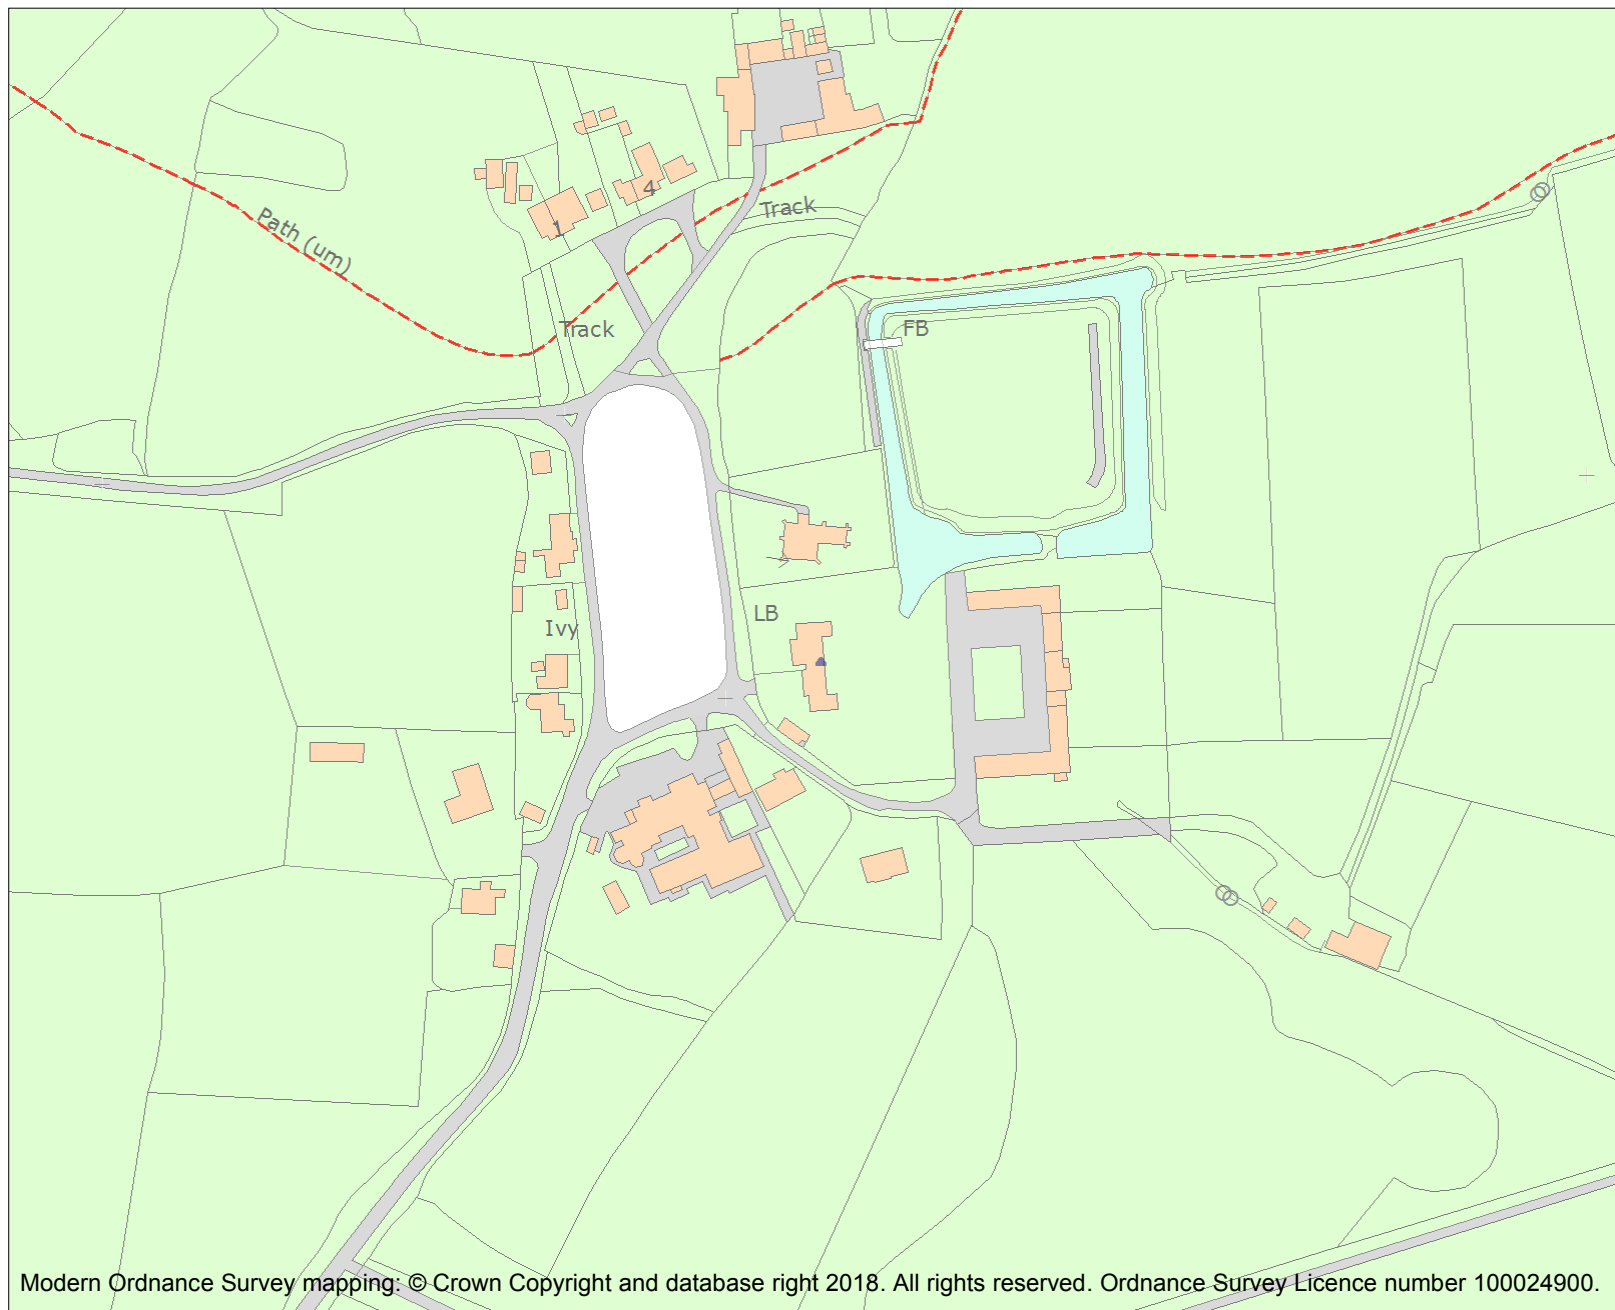 4
Track
1
Path (um)
Track
FB
LB
Ivy
Modern Ordnance Survey mapping: © Crown Copyright and database right 2018. All rights reserved. Ordnance Survey Licence number 100024900.